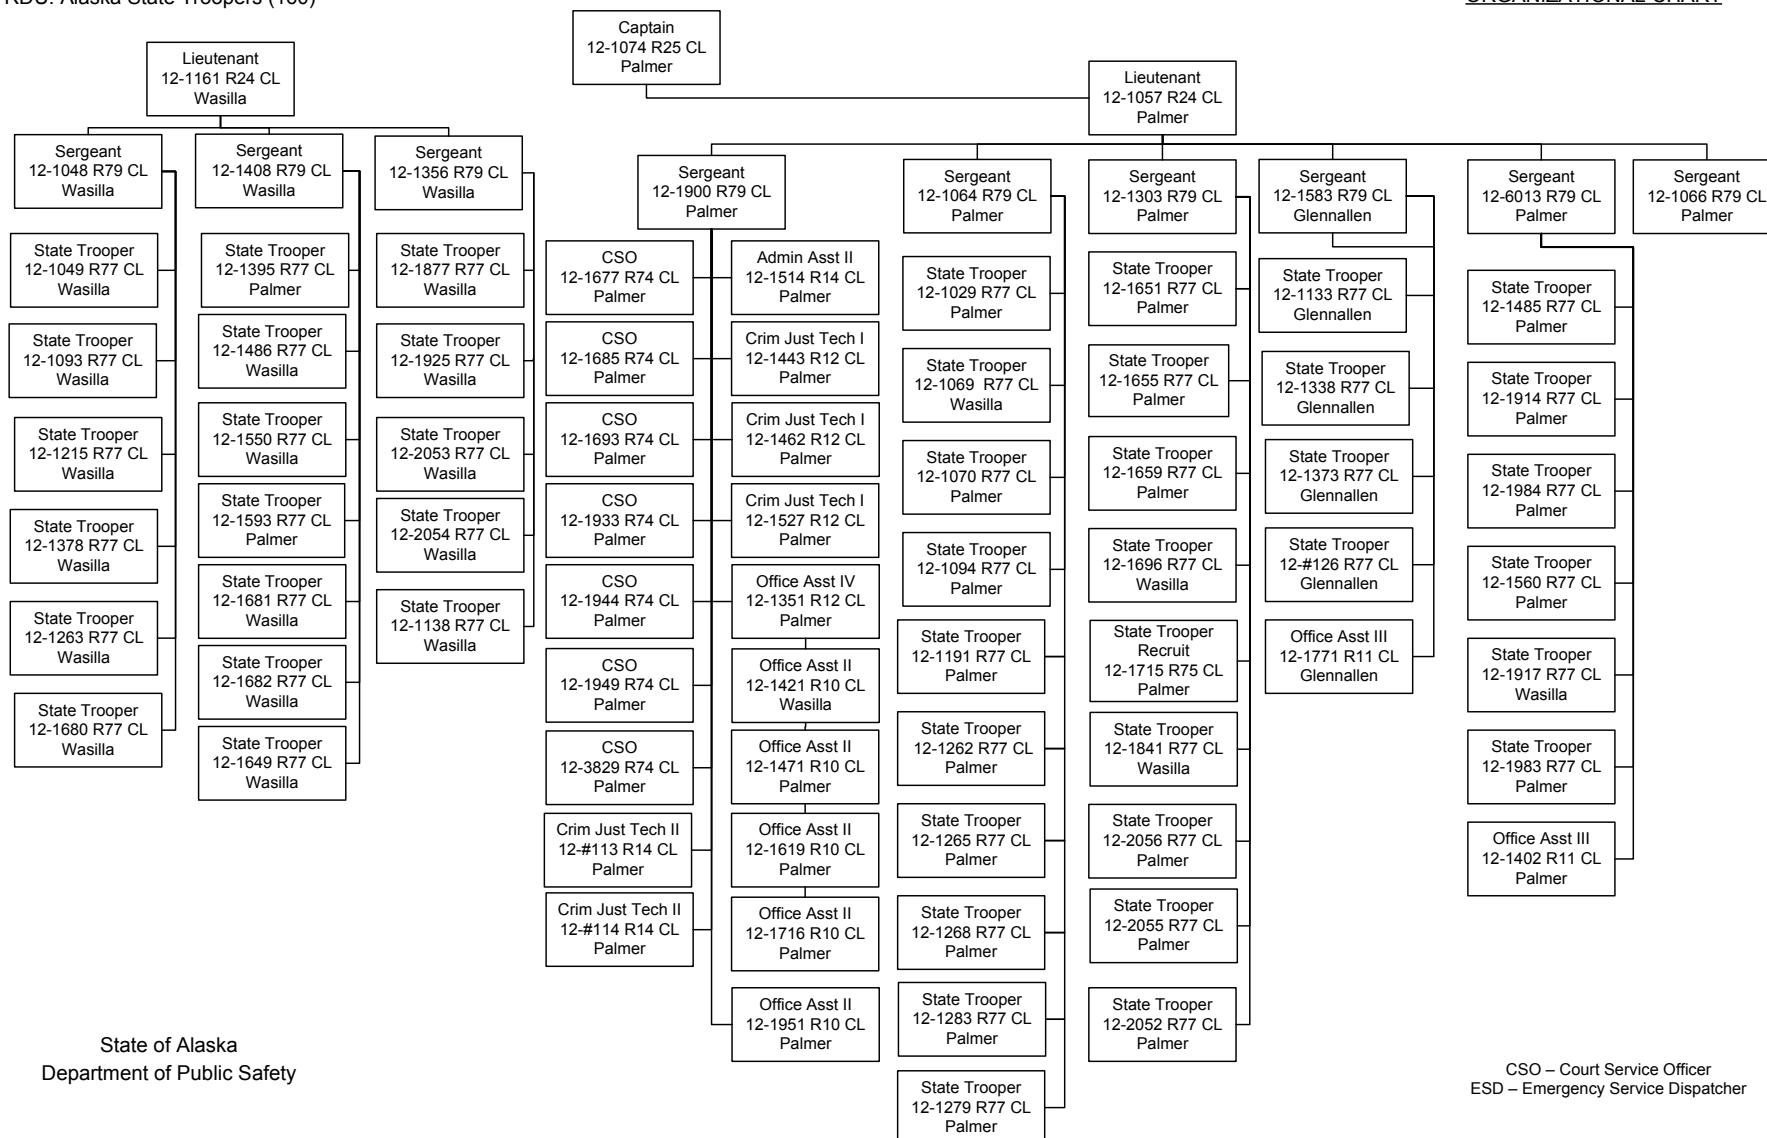 RDU: Alaska State Troopers (160)
ORGANIZATIONAL CHART
Captain
12-1074 R25 CL
Palmer
Lieutenant
12-1161 R24 CL
Wasilla
Lieutenant
12-1057 R24 CL
Palmer
Sergeant
12-1048 R79 CL
Wasilla
State Trooper
12-1049 R77 CL
Wasilla
State Trooper
12-1093 R77 CL
Wasilla
State Trooper
12-1215 R77 CL
Wasilla
State Trooper
12-1378 R77 CL
Wasilla
State Trooper
12-1263 R77 CL
Wasilla
State Trooper
12-1680 R77 CL
Wasilla
Sergeant
12-1408 R79 CL
Wasilla
State Trooper
12-1395 R77 CL
Palmer
State Trooper
12-1486 R77 CL
Wasilla
State Trooper
12-1550 R77 CL
Wasilla
State Trooper
12-1593 R77 CL
Palmer
State Trooper
12-1681 R77 CL
Wasilla
State Trooper
12-1682 R77 CL
Wasilla
State Trooper
12-1649 R77 CL
Wasilla
Sergeant
12-1356 R79 CL
Wasilla
State Trooper
12-1877 R77 CL
Wasilla
State Trooper
12-1925 R77 CL
Wasilla
State Trooper
12-2053 R77 CL
Wasilla
State Trooper
12-2054 R77 CL
Wasilla
State Trooper
12-1138 R77 CL
Wasilla
Sergeant
12-1900 R79 CL
Palmer
CSO
12-1677 R74 CL
Palmer
CSO
12-1685 R74 CL
Palmer
CSO
12-1693 R74 CL
Palmer
CSO
12-1933 R74 CL
Palmer
CSO
12-1944 R74 CL
Palmer
CSO
12-1949 R74 CL
Palmer
CSO
12-3829 R74 CL
Palmer
Crim Just Tech II
12-#113 R14 CL
Palmer
Crim Just Tech II
12-#114 R14 CL
Palmer
Admin Asst II
12-1514 R14 CL
Palmer
Crim Just Tech I
12-1443 R12 CL
Palmer
Crim Just Tech I
12-1462 R12 CL
Palmer
Crim Just Tech I
12-1527 R12 CL
Palmer
Office Asst IV
12-1351 R12 CL
Palmer
Office Asst II
12-1421 R10 CL
Wasilla
Office Asst II
12-1471 R10 CL
Palmer
Office Asst II
12-1619 R10 CL
Palmer
Office Asst II
12-1716 R10 CL
Palmer
Office Asst II
12-1951 R10 CL
Palmer
Sergeant
12-1064 R79 CL
Palmer
State Trooper
12-1029 R77 CL
Palmer
State Trooper
12-1069 R77 CL
Wasilla
State Trooper
12-1070 R77 CL
Palmer
State Trooper
12-1094 R77 CL
Palmer
State Trooper
12-1191 R77 CL
Palmer
State Trooper
12-1262 R77 CL
Palmer
State Trooper
12-1265 R77 CL
Palmer
State Trooper
12-1268 R77 CL
Palmer
State Trooper
12-1283 R77 CL
Palmer
State Trooper
12-1279 R77 CL
Palmer
Sergeant
12-1303 R79 CL
Palmer
State Trooper
12-1651 R77 CL
Palmer
State Trooper
12-1655 R77 CL
Palmer
State Trooper
12-1659 R77 CL
Palmer
State Trooper
12-1696 R77 CL
Wasilla
State Trooper
Recruit
12-1715 R75 CL
Palmer
State Trooper
12-1841 R77 CL
Wasilla
State Trooper
12-2056 R77 CL
Palmer
State Trooper
12-2055 R77 CL
Palmer
State Trooper
12-2052 R77 CL
Palmer
Sergeant
12-1583 R79 CL
Glennallen
State Trooper
12-1133 R77 CL
Glennallen
State Trooper
12-1338 R77 CL
Glennallen
State Trooper
12-1373 R77 CL
Glennallen
State Trooper
12-#126 R77 CL
Glennallen
Office Asst III
12-1771 R11 CL
Glennallen
Sergeant
12-6013 R79 CL
Palmer
State Trooper
12-1485 R77 CL
Palmer
State Trooper
12-1914 R77 CL
Palmer
State Trooper
12-1984 R77 CL
Palmer
State Trooper
12-1560 R77 CL
Palmer
State Trooper
12-1917 R77 CL
Wasilla
State Trooper
12-1983 R77 CL
Palmer
Office Asst III
12-1402 R11 CL
Palmer
Sergeant
12-1066 R79 CL
Palmer
State of Alaska
Department of Public Safety
CSO – Court Service Officer
ESD – Emergency Service Dispatcher